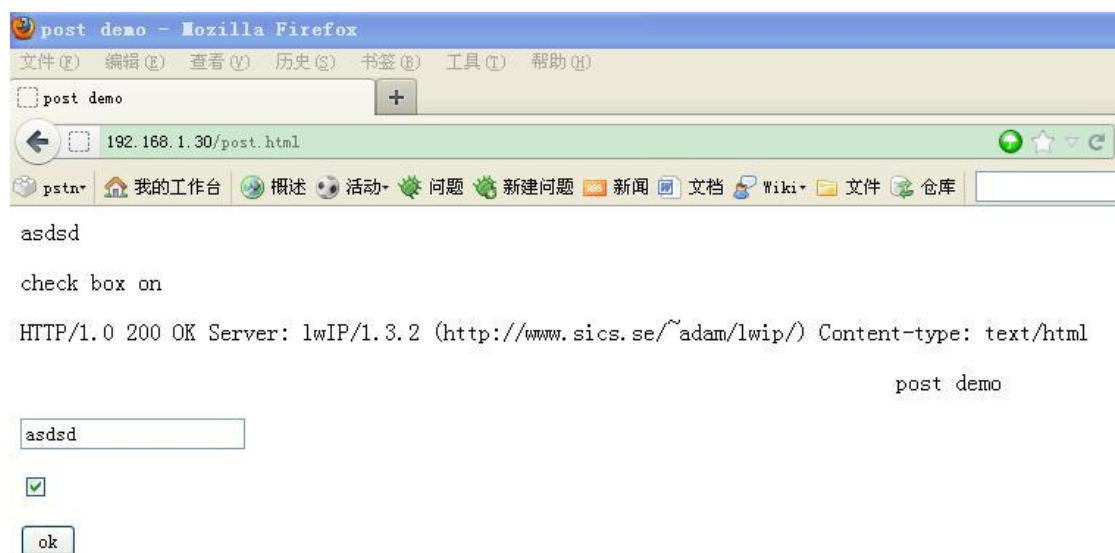 post demo - Mozilla Firefox
文件(F) 编辑(E) 查看(V) 历史(S) 书签(B) 工具(T) 帮助(H)
post demo +
192.168.1.30/post.html
pstn 我的工作台 概述 活动 问题 新建问题 新闻 文档 Wiki 文件 仓库
asdsd
check box on
HTTP/1.0 200 OK Server: lwIP/1.3.2 (http://www.sics.se/~adam/lwip/) Content-type: text/html
post demo
asdsd
ok